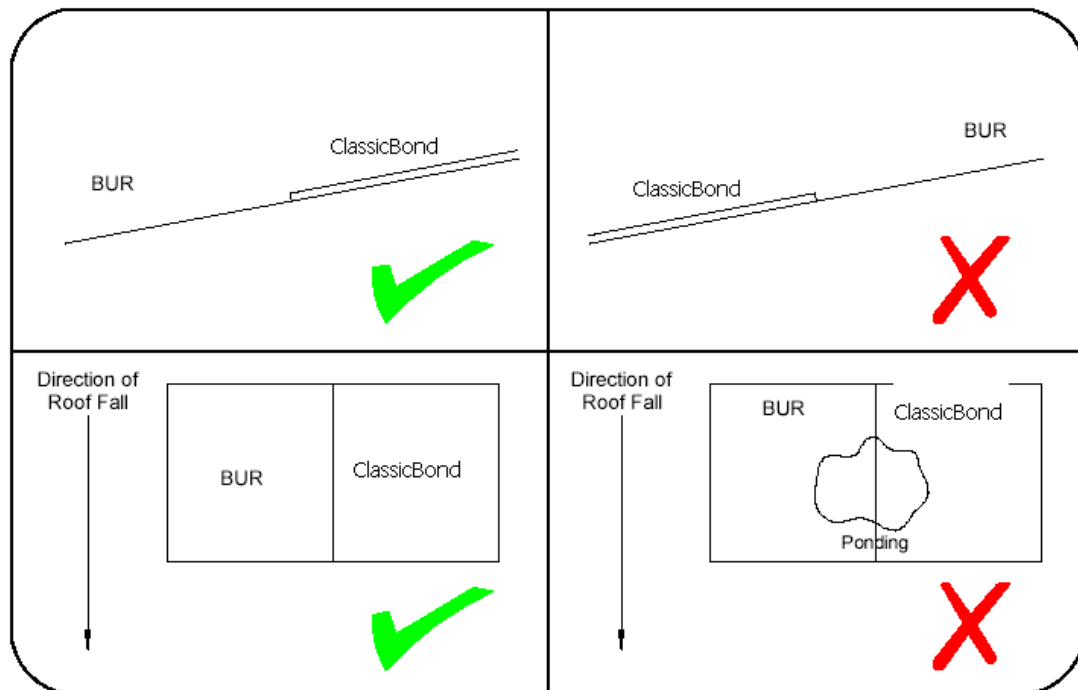 ClassicBond
BUR
BUR
ClassicBond
Direction of
Roof Fall
BUR
ClassicBond
Direction of
Roof Fall
BUR
ClassicBond
Ponding